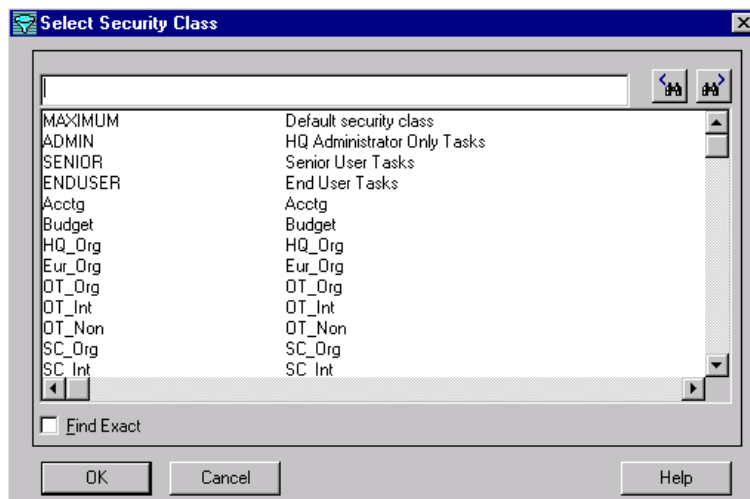 Select Security Class
MAXIMUM Default security class
ADMIN HQ Administrator Only Tasks
SENIOR Senior User Tasks
ENDUSER End User Tasks
Acctg Acctg
Budget Budget
HQ_Org HQ_Org
Eur_Org Eur_Org
OT_Org OT_Org
OT_Int OT_Int
OT_Non OT_Non
SC_Org SC_Org
SC_Int SC_Int
Find Exact
OK Cancel Help